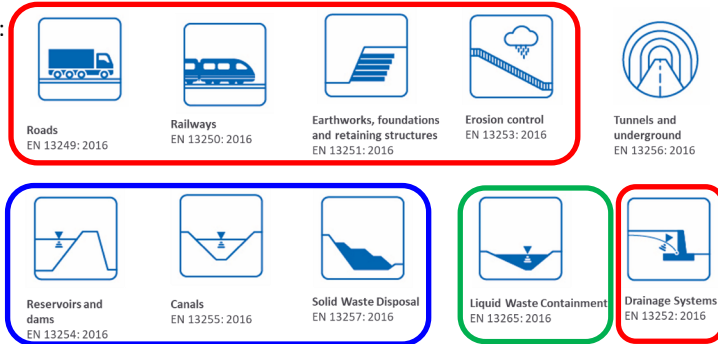 :
Roads
EN 13249: 2016
Railways
EN 13250: 2016
Earthworks, foundations
and retaining structures
EN 13251: 2016
Erosion control
EN 13253: 2016
Tunnels and
underground
EN 13256: 2016
Reservoirs and
dams
EN 13254: 2016
Canals
EN 13255: 2016
Solid Waste Disposal
EN 13257: 2016
Liquid Waste Containment
EN 13265: 2016
Drainage Systems
EN 13252: 2016